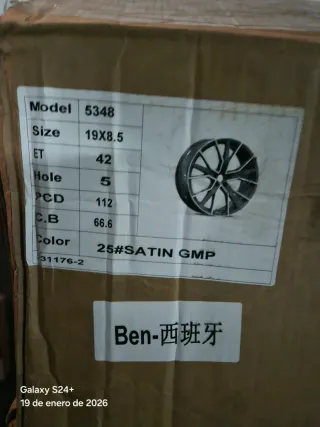 Model 5348
Size 19X8.5
ET 42
Hole 5
PCD 112
C.B 66.6
Color 25#SATIN GMP
31176-2
Ben-西班牙
Galaxy S24+
19 de enero de 2026